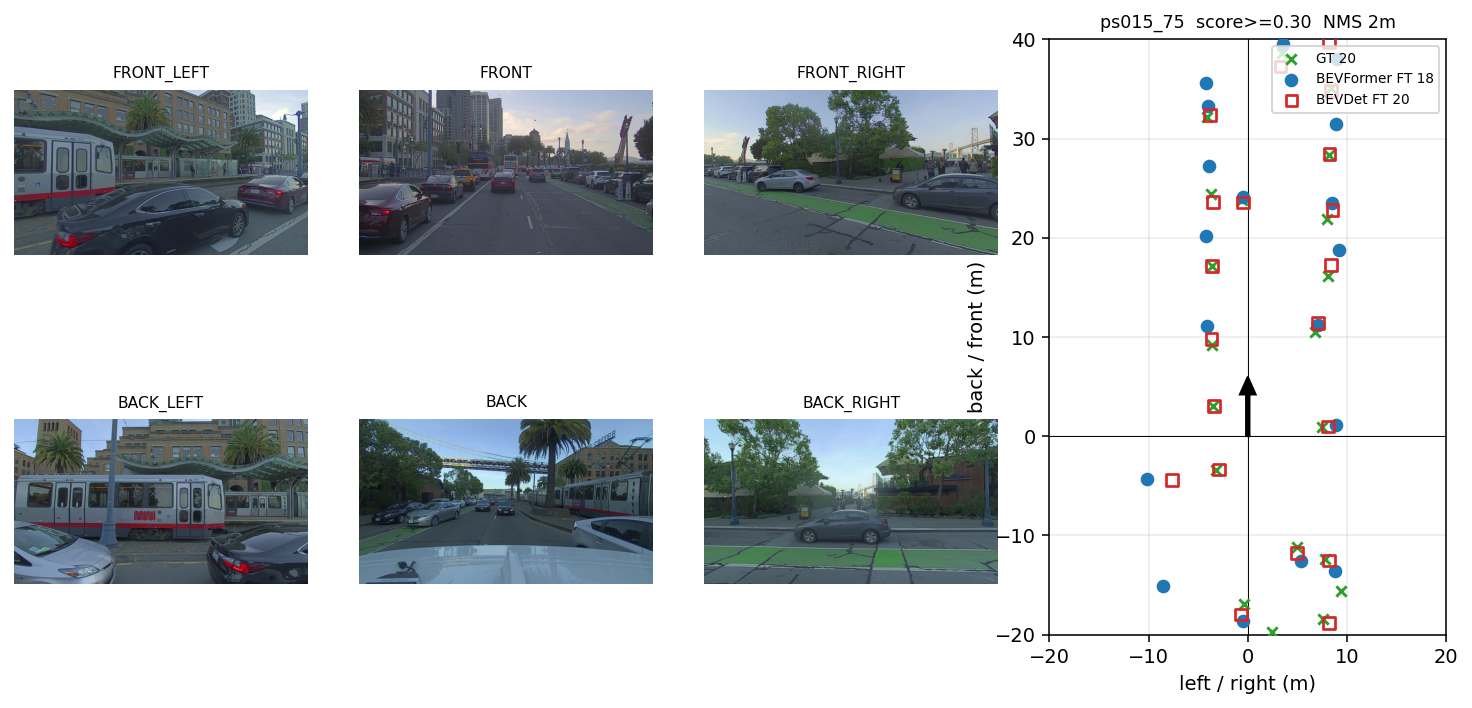 FRONT_LEFT
FRONT
FRONT_RIGHT
BACK_LEFT
BACK
BACK_RIGHT
ps015_75 score>=0.30 NMS 2m
GT 20
BEVFormer FT 18
BEVDet FT 20
back / front (m)
40
30
20
10
0
−10
−20
−20
−10
0
10
20
left / right (m)